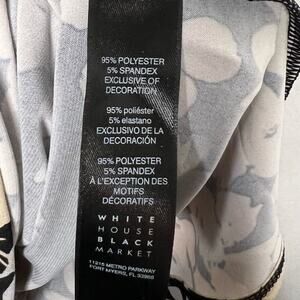 95% POLYESTER
5% SPANDEX
EXCLUSIVE OF
DECORATION
95% poliéster
5% elastano
EXCLUSIVO DE LA
DECORACIÓN
95% POLYESTER
5% SPANDEX
À L'EXCEPTION DES
MOTIFS
DÉCORATIFS
WHITE
HOUSE
BLACK
MARKET
11215 METRO PARKWAY
FORT MYERS, FL 33966